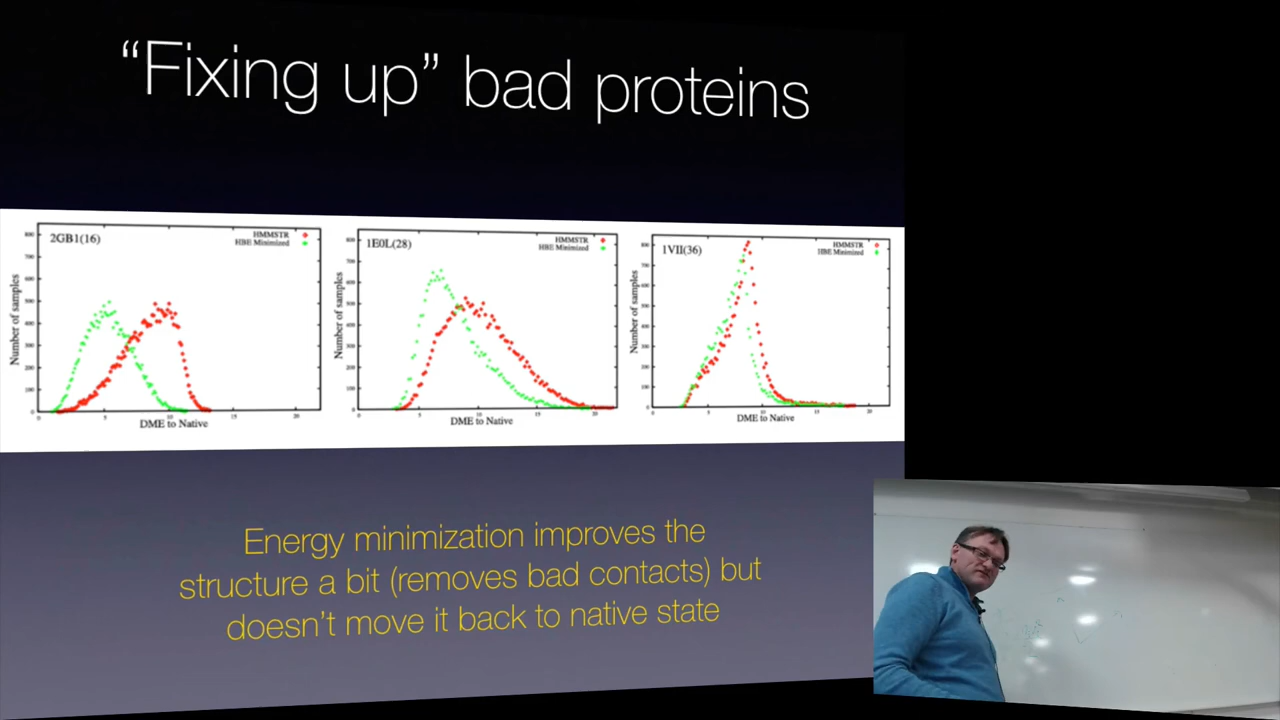 “Fixing up” bad proteins
2GB1(16)
HMMSTR
HBE Minimized
Number of samples
DME to Native
1E0L(28)
HMMSTR
HBE Minimized
Number of samples
DME to Native
1VII(36)
HMMSTR
HBE Minimized
Number of samples
DME to Native
Energy minimization improves the
structure a bit (removes bad contacts) but
doesn’t move it back to native state